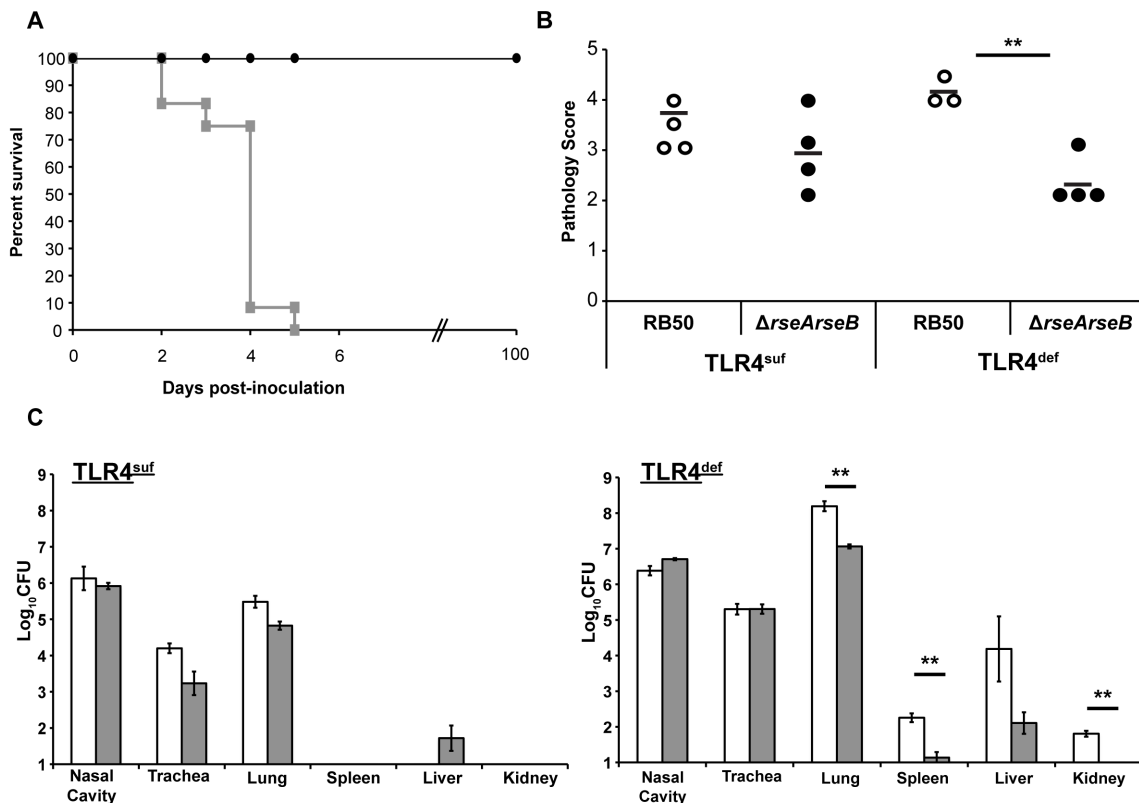 A
Percent survival
100
90
80
70
60
50
40
30
20
10
0
0 2 4 6 100
Days post-inoculation
B
Pathology Score
5
4
3
2
1
0
**
RB50 ΔrseArseB RB50 ΔrseArseB
TLR4suf TLR4def
C
TLR4suf
Log10CFU
9
8
7
6
5
4
3
2
1
Nasal Cavity Trachea Lung Spleen Liver Kidney
TLR4def
Log10CFU
9
8
7
6
5
4
3
2
1
**
**
**
Nasal Cavity Trachea Lung Spleen Liver Kidney